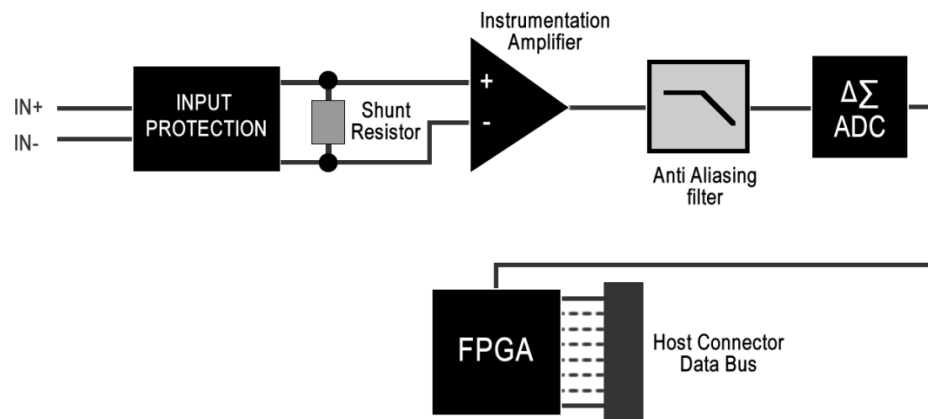 Instrumentation
Amplifier
IN+
IN-
INPUT
PROTECTION
Shunt
Resistor
+
-
Anti Aliasing
filter
ΔΣ
ADC
FPGA
Host Connector
Data Bus